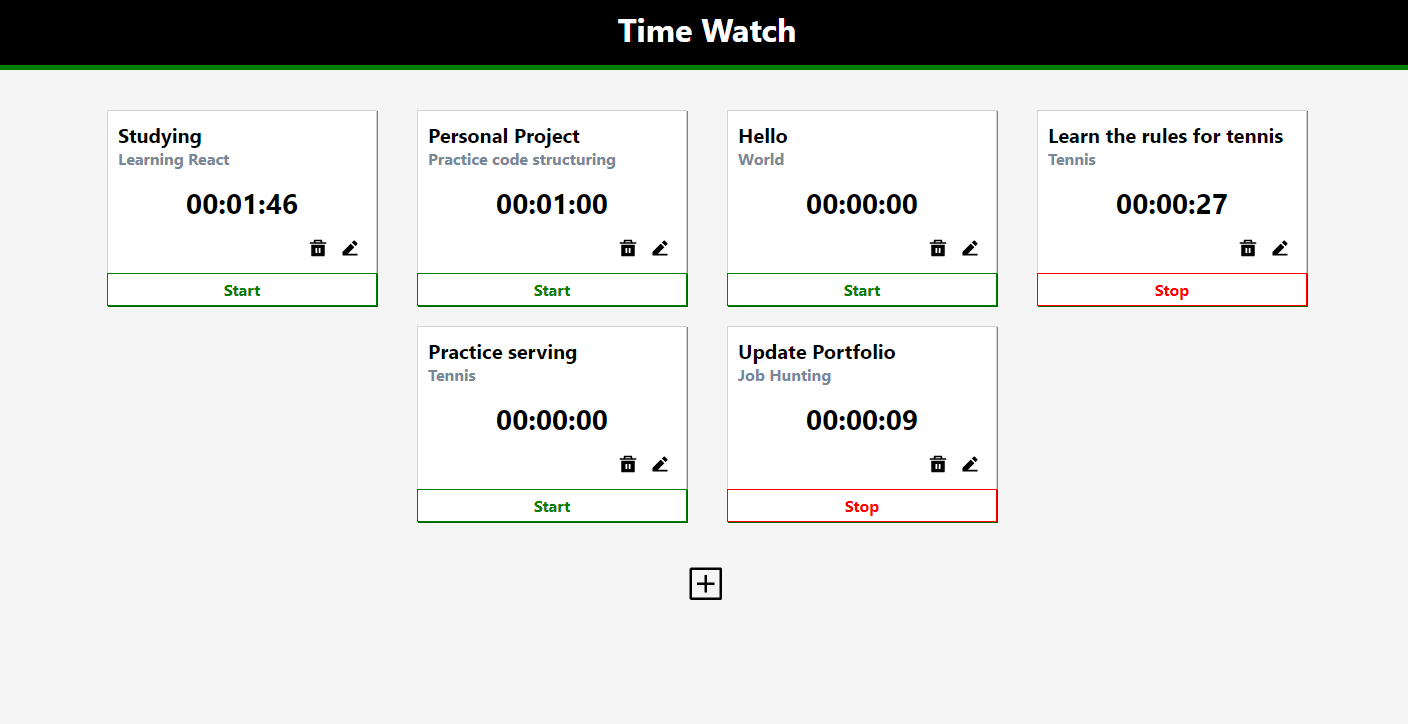 Time Watch
Studying
Learning React
00:01:46
Start
Personal Project
Practice code structuring
00:01:00
Start
Hello
World
00:00:00
Start
Learn the rules for tennis
Tennis
00:00:27
Stop
Practice serving
Tennis
00:00:00
Start
Update Portfolio
Job Hunting
00:00:09
Stop